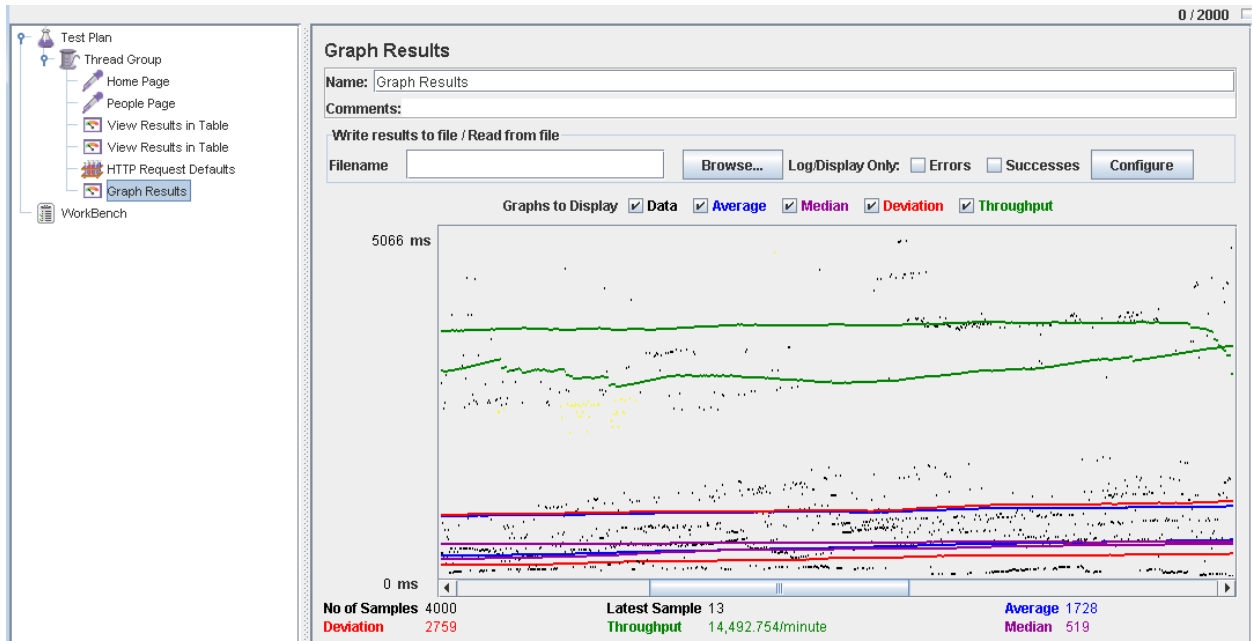 0 / 2000
Test Plan
Thread Group
Home Page
People Page
View Results in Table
View Results in Table
HTTP Request Defaults
Graph Results
WorkBench
Graph Results
Name: Graph Results
Comments:
Write results to file / Read from file
Filename Browse... Log/Display Only: Errors Successes Configure
Graphs to Display Data Average Median Deviation Throughput
5066 ms
0 ms
No of Samples 4000 Latest Sample 13 Average 1728
Deviation 2759 Throughput 14,492.754/minute Median 519